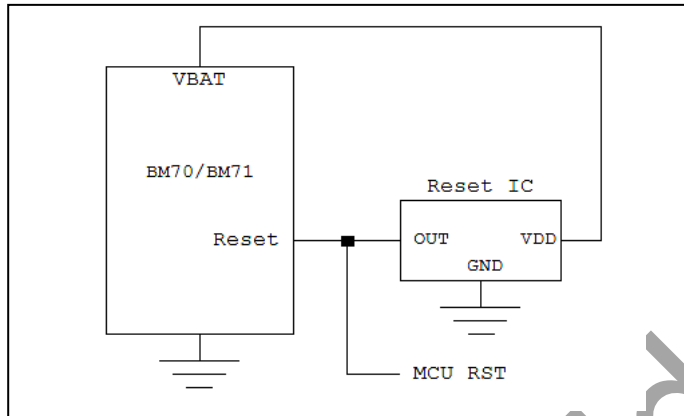 VBAT
BM70/BM71
Reset IC
Reset
OUT
VDD
GND
MCU RST